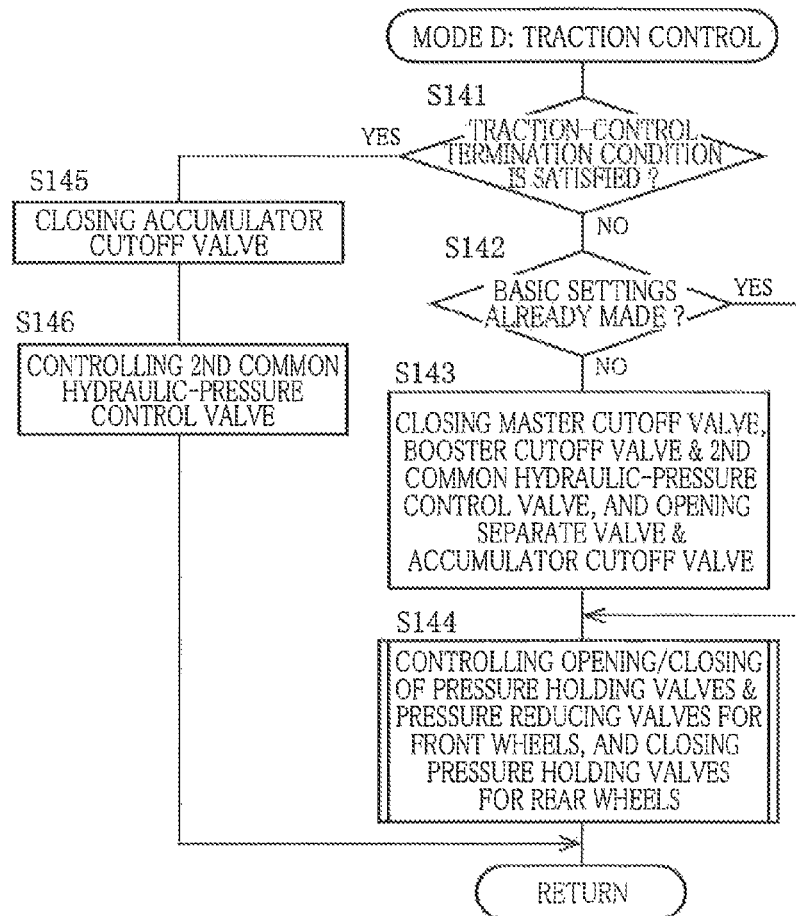 MODE D: TRACTION CONTROL
S141
TRACTION-CONTROL
TERMINATION CONDITION
IS SATISFIED ?
YES
NO
S145
CLOSING ACCUMULATOR
CUTOFF VALVE
S142
BASIC SETTINGS
ALREADY MADE ?
YES
NO
S146
CONTROLLING 2ND COMMON
HYDRAULIC-PRESSURE
CONTROL VALVE
S143
CLOSING MASTER CUTOFF VALVE,
BOOSTER CUTOFF VALVE & 2ND
COMMON HYDRAULIC-PRESSURE
CONTROL VALVE, AND OPENING
SEPARATE VALVE &
ACCUMULATOR CUTOFF VALVE
S144
CONTROLLING OPENING/CLOSING
OF PRESSURE HOLDING VALVES &
PRESSURE REDUCING VALVES FOR
FRONT WHEELS, AND CLOSING
PRESSURE HOLDING VALVES
FOR REAR WHEELS
RETURN